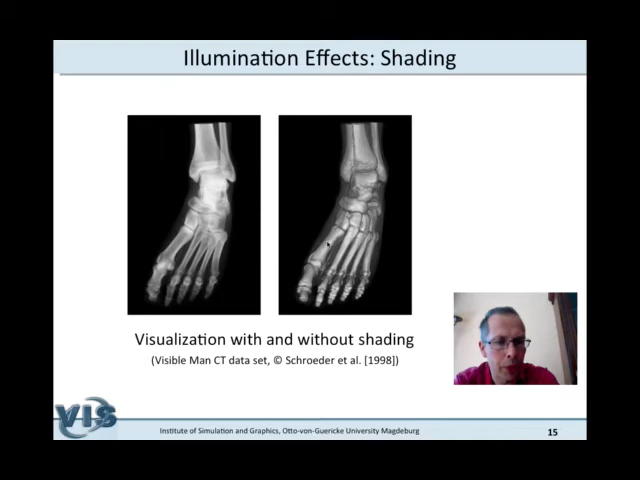 Illumination Effects: Shading
Visualization with and without shading
(Visible Man CT data set, © Schroeder et al. [1998])
VIS
Institute of Simulation and Graphics, Otto-von-Guericke University Magdeburg
15